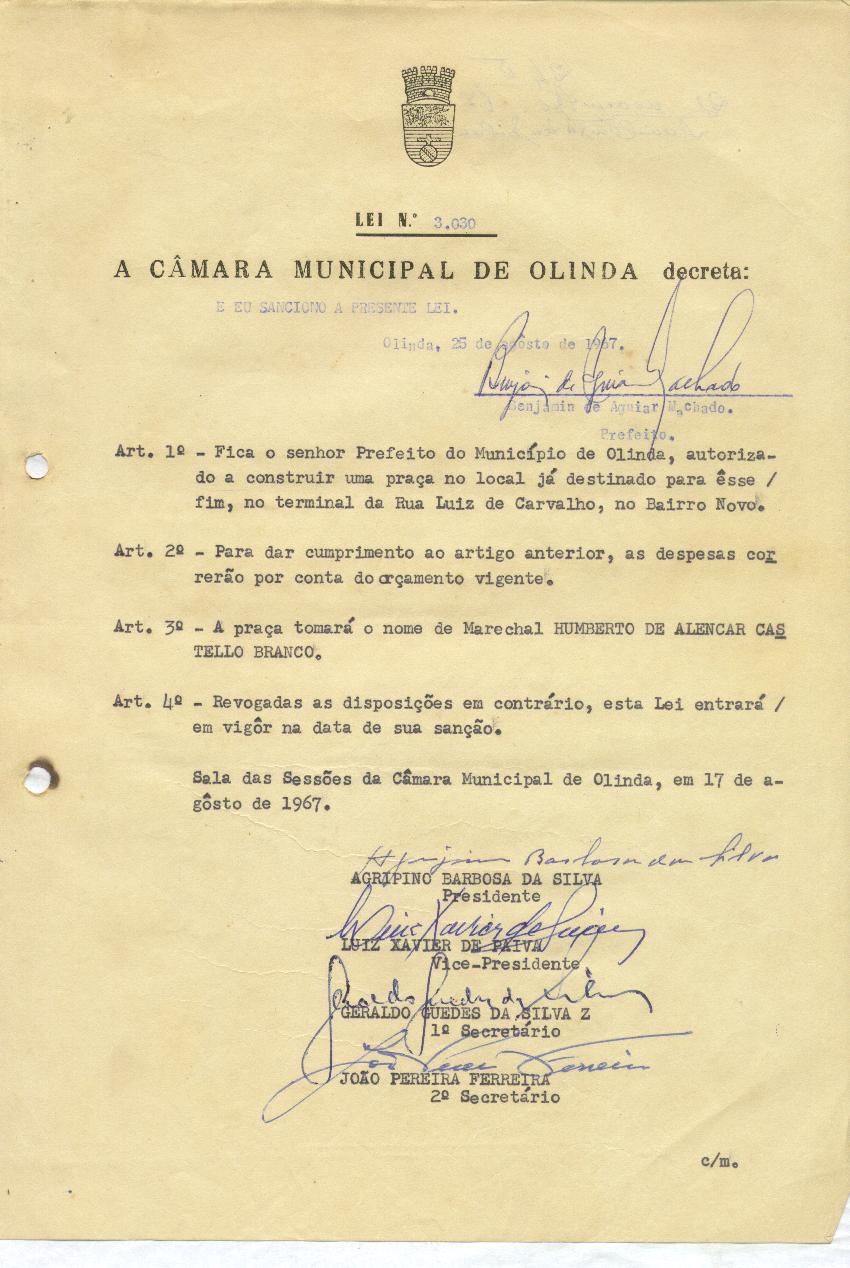 LEI N.º 3.030
A CÂMARA MUNICIPAL DE OLINDA decreta:
E EU SANCIONO A PRESENTE LEI.
Olinda, 25 de agôsto de 1967.
Benjamin de Aguiar Machado
Benjamin de Aguiar Machado.
Prefeito.
Art. 1º - Fica o senhor Prefeito do Município de Olinda, autoriza-
do a construir uma praça no local já destinado para êsse /
fim, no terminal da Rua Luiz de Carvalho, no Bairro Novo.
Art. 2º - Para dar cumprimento ao artigo anterior, as despesas cor
rerão por conta do orçamento vigente.
Art. 3º - A praça tomará o nome de Marechal HUMBERTO DE ALENCAR CAS
TELLO BRANCO.
Art. 4º - Revogadas as disposições em contrário, esta Lei entrará /
em vigôr na data de sua sanção.
Sala das Sessões da Câmara Municipal de Olinda, em 17 de a-
gôsto de 1967.
Agripino Barbosa da Silva
AGRIPINO BARBOSA DA SILVA
Presidente
Luiz Xavier de Paiva
LUIZ XAVIER DE PAIVA
Vice-Presidente
Geraldo Guedes da Silva
GERALDO GUEDES DA SILVA Z
1º Secretário
João Pereira Ferreira
JOÃO PEREIRA FERREIRA
2º Secretário
c/m.